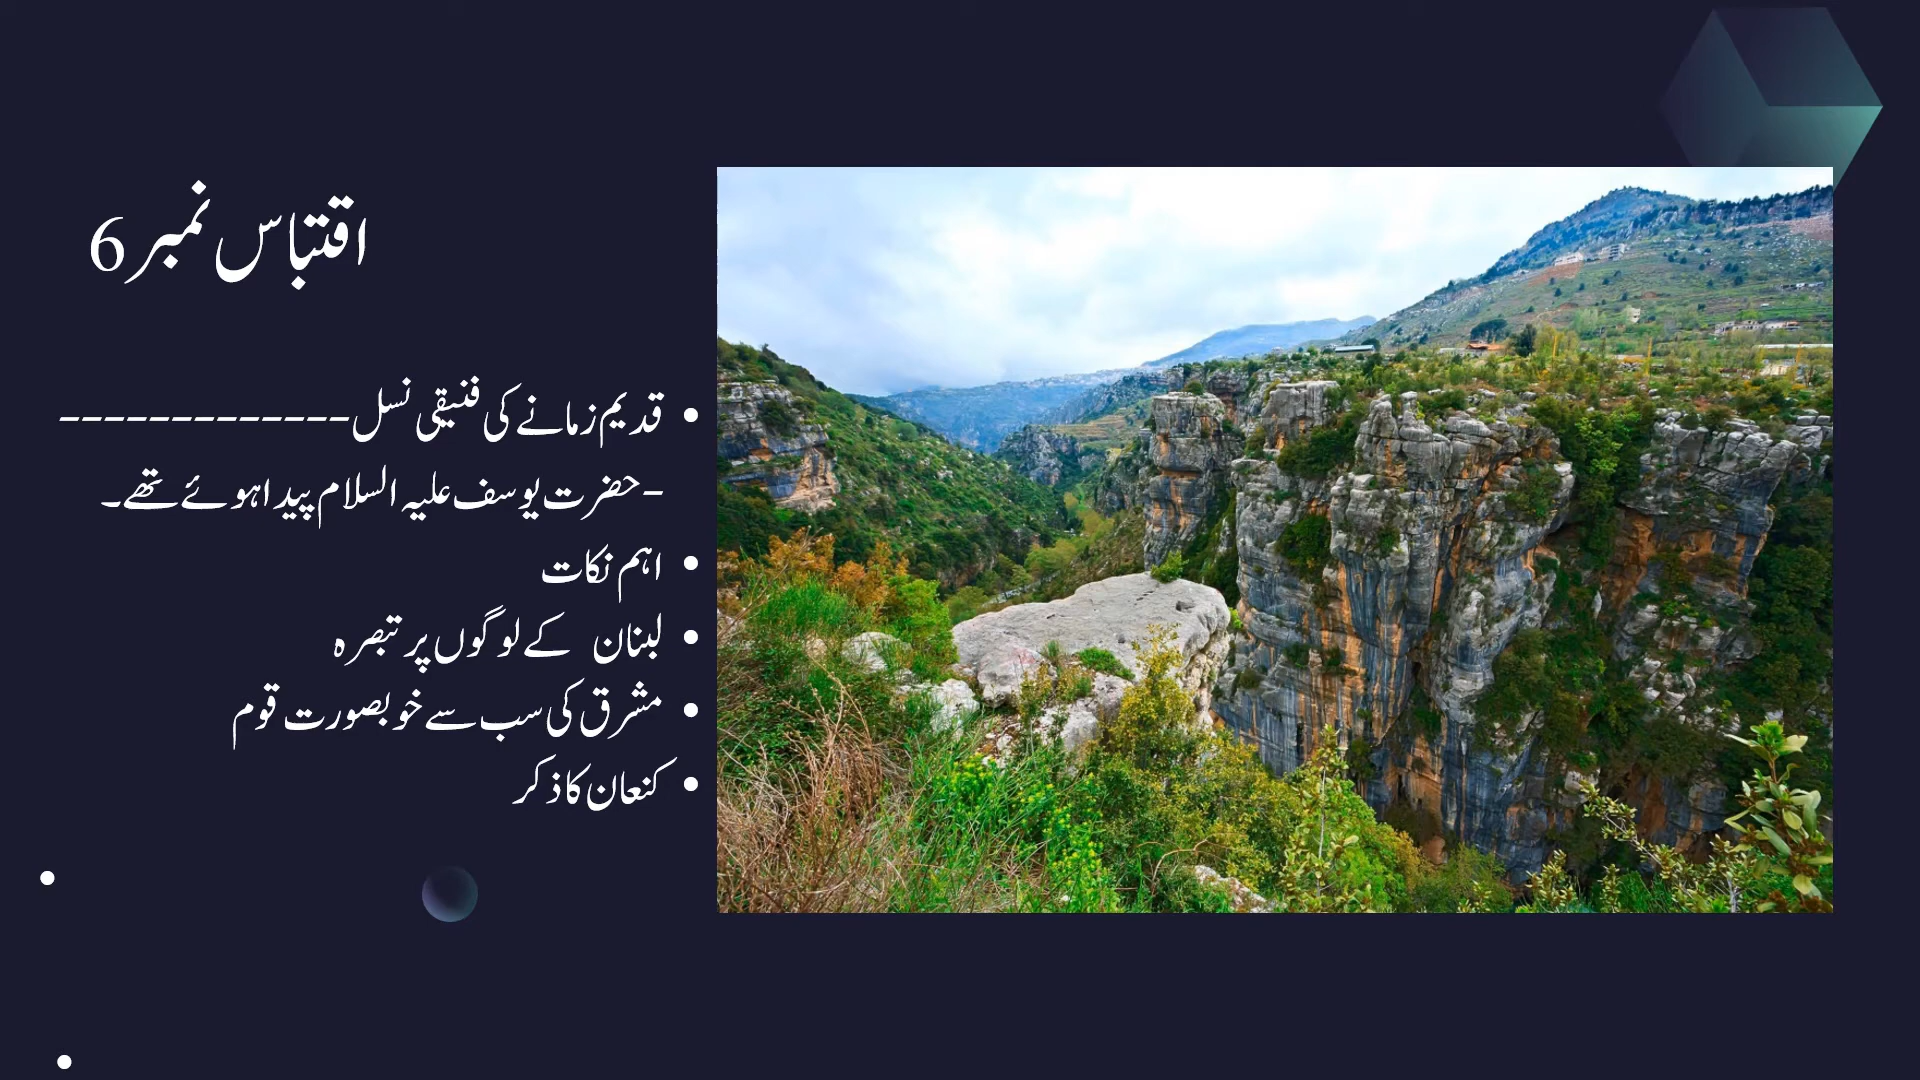 اقتباس نمبر 6
• قدیم زمانے کی فنیقی نسل-------------
-حضرت یوسف علیہ السلام پیدا ہوئے تھے۔
• اہم نکات
• لبنان کے لوگوں پر تبصرہ
• مشرق کی سب سے خوبصورت قوم
• کنعان کا ذکر